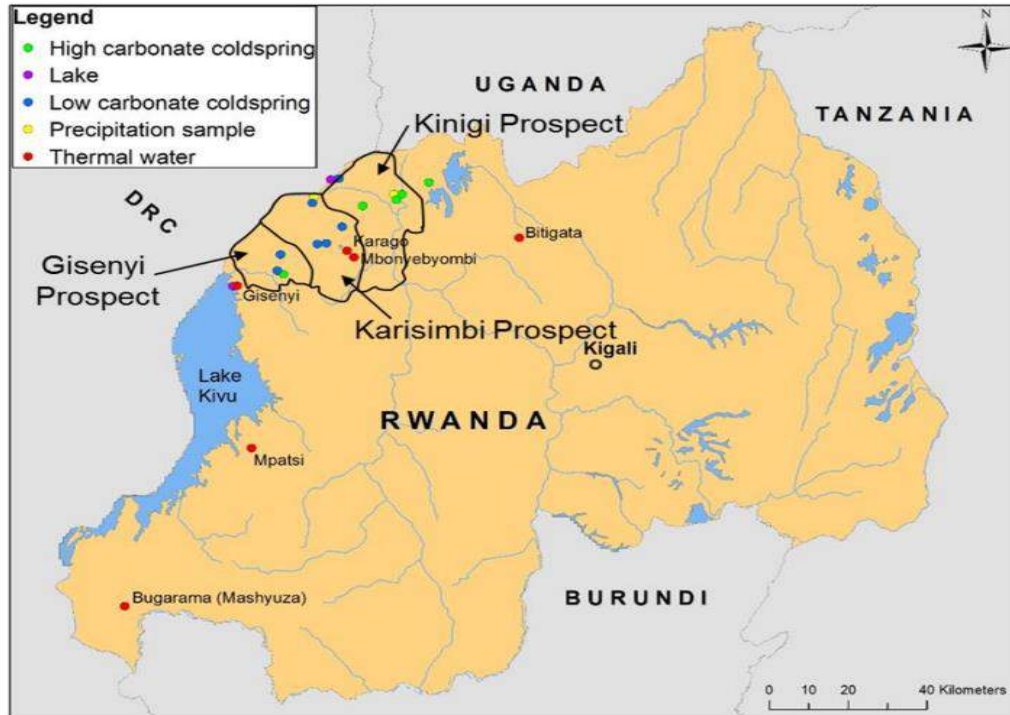 Legend
High carbonate coldspring
Lake
Low carbonate coldspring
Precipitation sample
Thermal water
N
UGANDA
TANZANIA
Kinigi Prospect
DRC
Bitigata
Karago
Mbonyebyombi
Gisenyi
Prospect
Gisenyi
Karisimbi Prospect
Kigali
Lake
Kivu
RWANDA
Mpatsi
BURUNDI
Bugarama (Mashyuza)
0 10 20 40 Kilometers